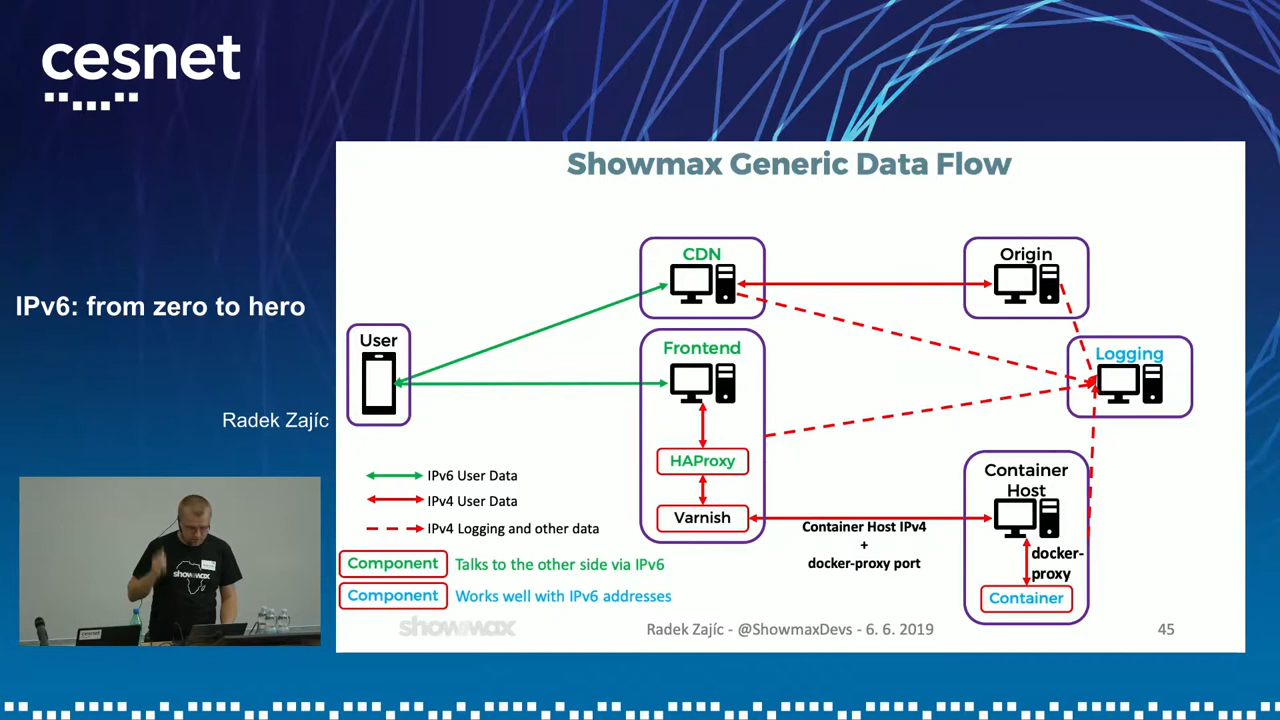 cesnet
IPv6: from zero to hero
Radek Zajíc
Showmax Generic Data Flow
CDN
Origin
User
Frontend
Logging
HAProxy
Container
Host
IPv6 User Data
IPv4 User Data
IPv4 Logging and other data
Varnish
Container Host IPv4
+
docker-proxy port
docker-
proxy
Container
Component
Talks to the other side via IPv6
Component
Works well with IPv6 addresses
showmax
Radek Zajíc - @ShowmaxDevs - 6. 6. 2019
45
showmax
cesnet